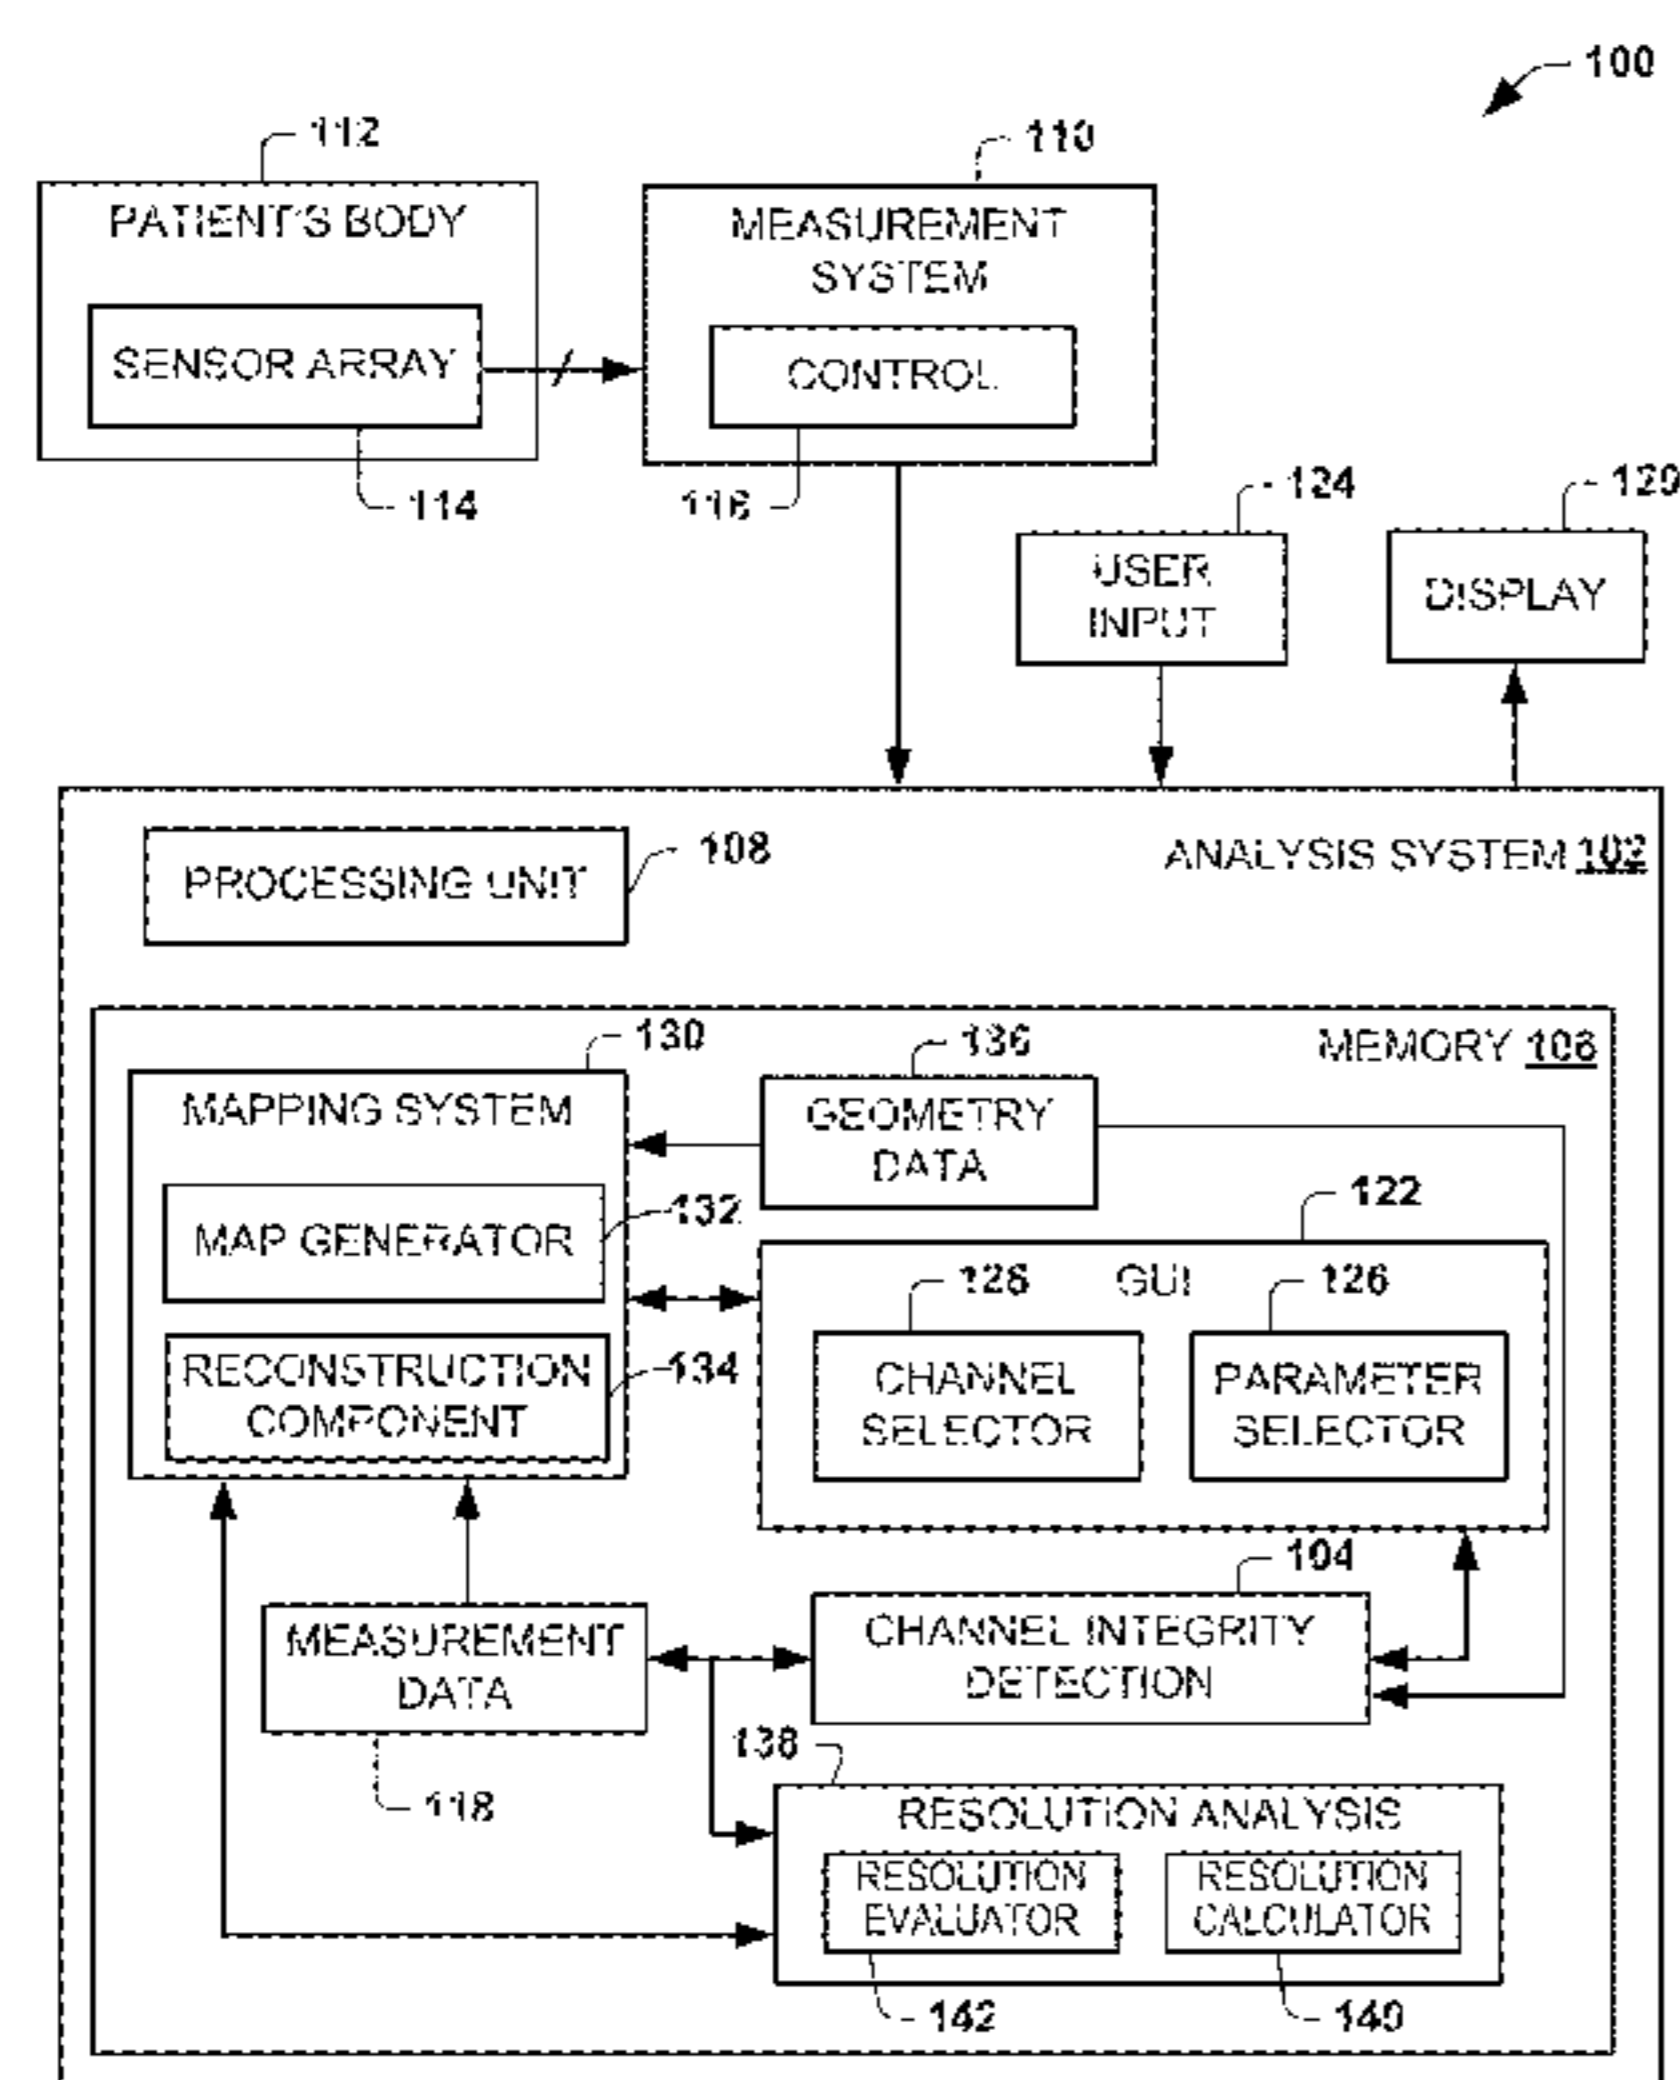 100
112
110
PATIENT'S BODY
MEASUREMENT
SYSTEM
SENSOR ARRAY
CONTROL
114
116
124
120
USER
INPUT
DISPLAY
108
PROCESSING UNIT
ANALYSIS SYSTEM 102
130
136
MEMORY 106
MAPPING SYSTEM
GEOMETRY
DATA
132
122
MAP GENERATOR
128
GUI
126
RECONSTRUCTION
COMPONENT
134
CHANNEL
SELECTOR
PARAMETER
SELECTOR
104
MEASUREMENT
DATA
CHANNEL INTEGRITY
DETECTION
138
118
RESOLUTION ANALYSIS
RESOLUTION
EVALUATOR
RESOLUTION
CALCULATOR
142
140